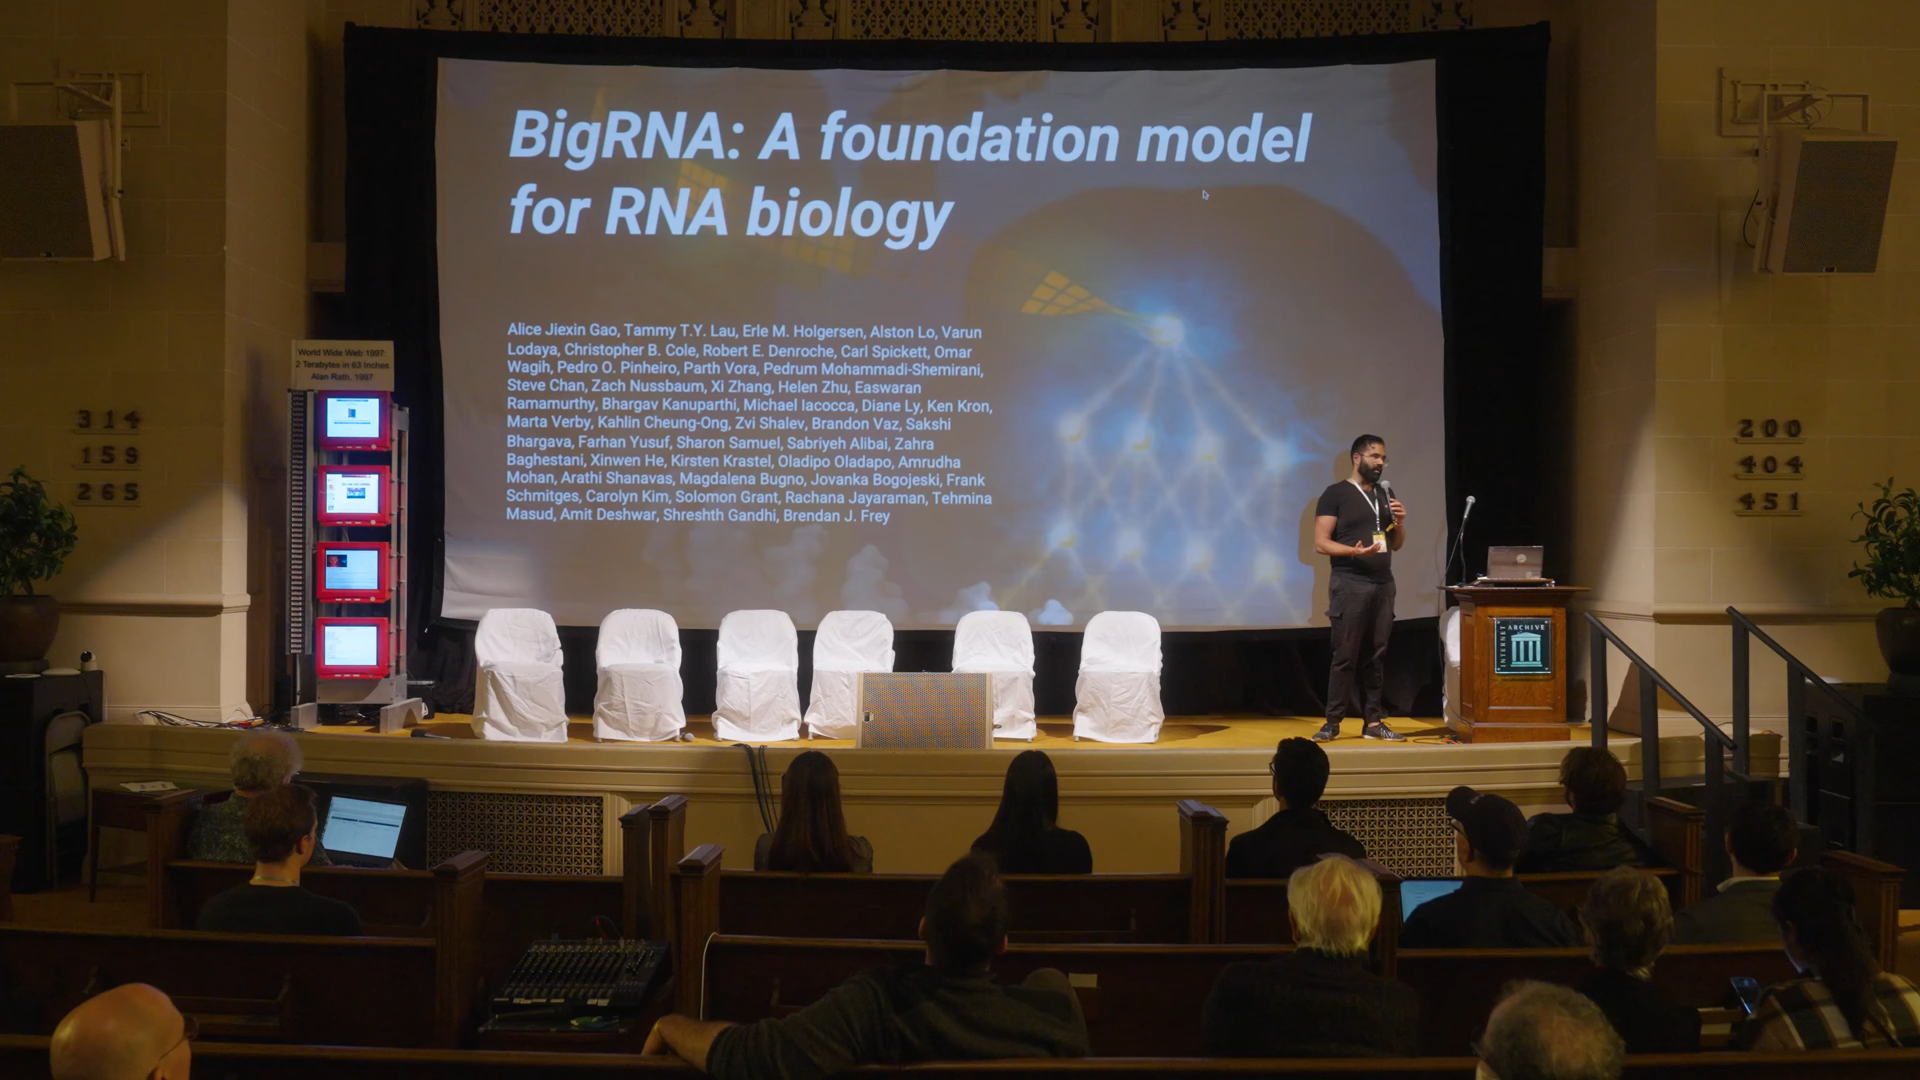 BigRNA: A foundation model
for RNA biology
Alice Jiexin Gao, Tammy T.Y. Lau, Erle M. Holgersen, Alston Lo, Varun
Lodaya, Christopher B. Cole, Robert E. Denroche, Carl Spickett, Omar
Wagih, Pedro O. Pinheiro, Parth Vora, Pedrum Mohammadi-Shemirani,
Steve Chan, Zach Nussbaum, Xi Zhang, Helen Zhu, Easwaran
Ramamurthy, Bhargav Kanuparthi, Michael Iacocca, Diane Ly, Ken Kron,
Marta Verby, Kahlin Cheung-Ong, Zvi Shalev, Brandon Vaz, Sakshi
Bhargava, Farhan Yusuf, Sharon Samuel, Sabriyeh Alibai, Zahra
Baghestani, Xinwen He, Kirsten Krastel, Oladipo Oladapo, Amrudha
Mohan, Arathi Shanavas, Magdalena Bugno, Jovanka Bogojeski, Frank
Schmitges, Carolyn Kim, Solomon Grant, Rachana Jayaraman, Tehmina
Masud, Amit Deshwar, Shreshth Gandhi, Brendan J. Frey
World Wide Web 1997:
2 Terabytes in 63 Inches
Alan Rath, 1997
314
159
265
200
404
451
INTERNET
ARCHIVE